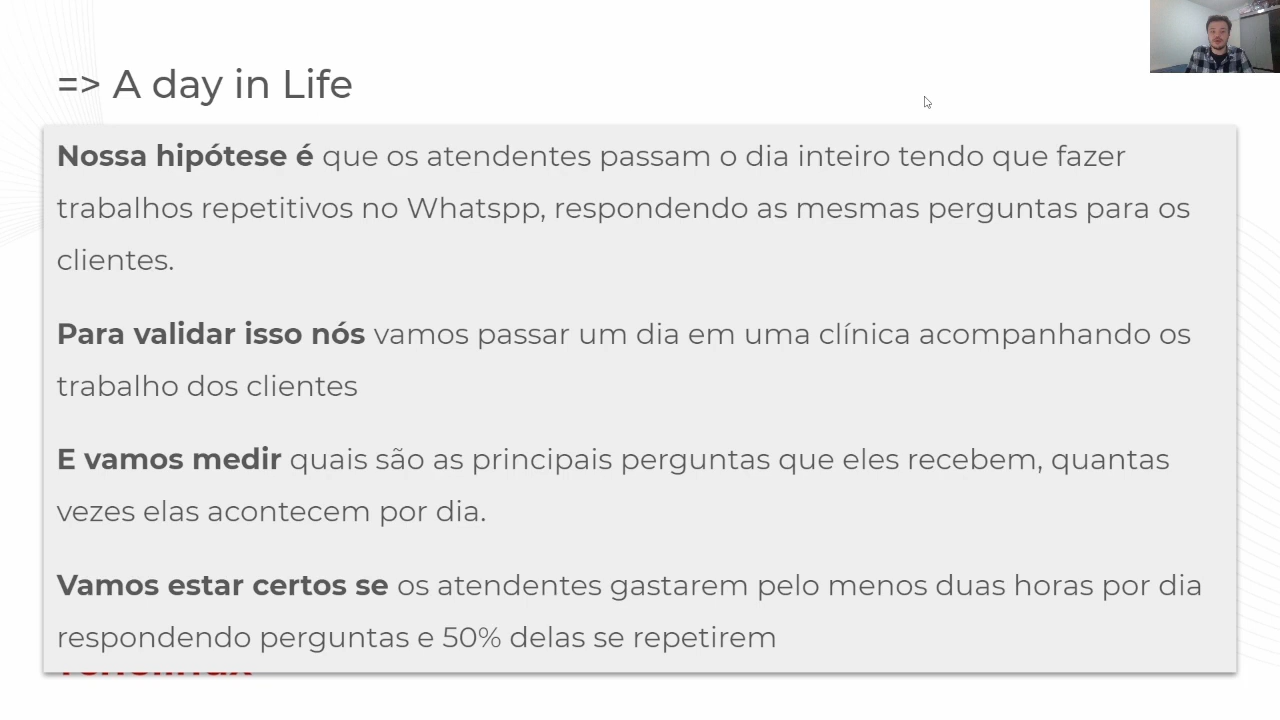 => A day in Life
Nossa hipótese é que os atendentes passam o dia inteiro tendo que fazer
trabalhos repetitivos no Whatspp, respondendo as mesmas perguntas para os
clientes.
Para validar isso nós vamos passar um dia em uma clínica acompanhando os
trabalho dos clientes
E vamos medir quais são as principais perguntas que eles recebem, quantas
vezes elas acontecem por dia.
Vamos estar certos se os atendentes gastarem pelo menos duas horas por dia
respondendo perguntas e 50% delas se repetirem